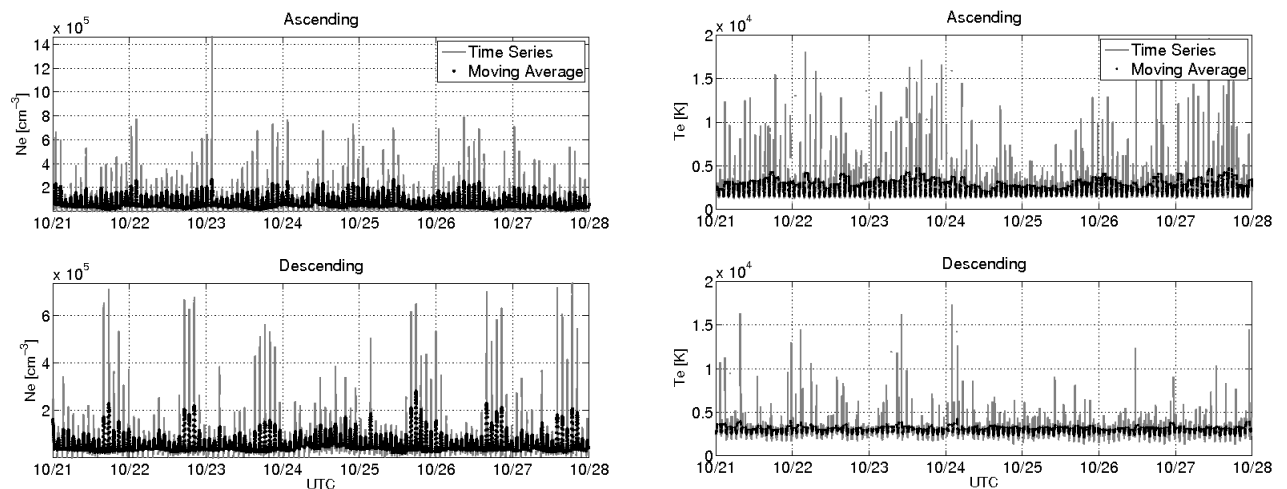 Ascending
x 10^5
14
12
10
8
6
4
2
Ne [cm^−3]
Time Series
Moving Average
10/21 10/22 10/23 10/24 10/25 10/26 10/27 10/28
Ascending
x 10^4
2
1.5
1
0.5
0
Te [K]
Time Series
Moving Average
10/21 10/22 10/23 10/24 10/25 10/26 10/27 10/28
Descending
x 10^5
6
4
2
Ne [cm^−3]
10/21 10/22 10/23 10/24 10/25 10/26 10/27 10/28
UTC
Descending
x 10^4
2
1.5
1
0.5
0
Te [K]
10/21 10/22 10/23 10/24 10/25 10/26 10/27 10/28
UTC